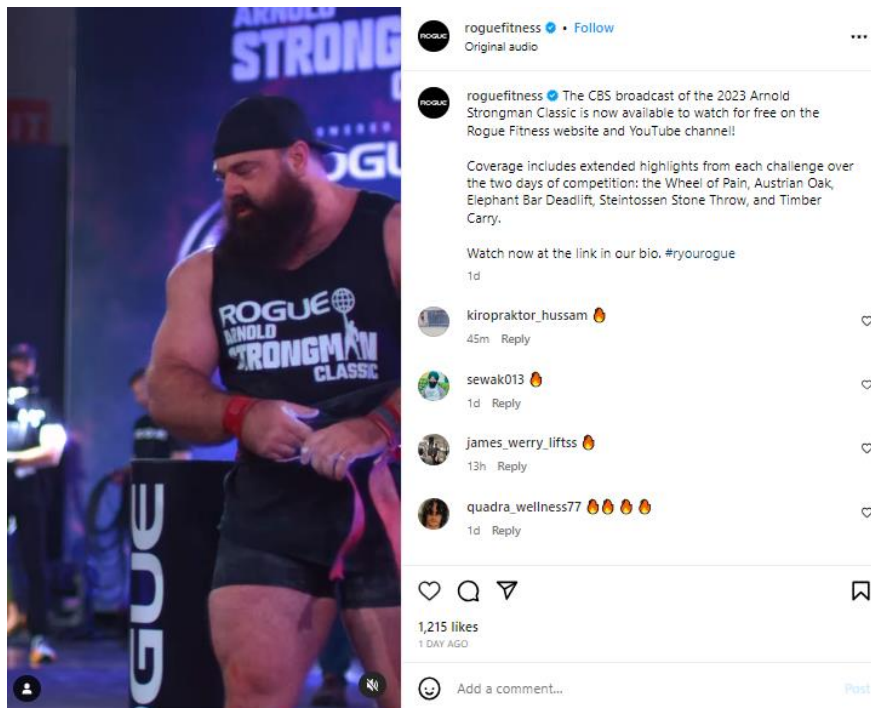 ARNOLD
STRONG
C
POWERED
ROGU
IT
ROGUE
ARNOLD
STRONGMAN
CLASSIC
ROGUE
roguefitness • Follow
Original audio
ROGUE
ROGUE
roguefitness The CBS broadcast of the 2023 Arnold
Strongman Classic is now available to watch for free on the
Rogue Fitness website and YouTube channel!
Coverage includes extended highlights from each challenge over
the two days of competition: the Wheel of Pain, Austrian Oak,
Elephant Bar Deadlift, Steintossen Stone Throw, and Timber
Carry.
Watch now at the link in our bio. #ryourogue
1d
kiropraktor_hussam 🔥
45m Reply
sewak013 🔥
1d Reply
james_werry_liftss 🔥
13h Reply
quadra_wellness77 🔥🔥🔥🔥
1d Reply
1,215 likes
1 DAY AGO
Add a comment...
Post